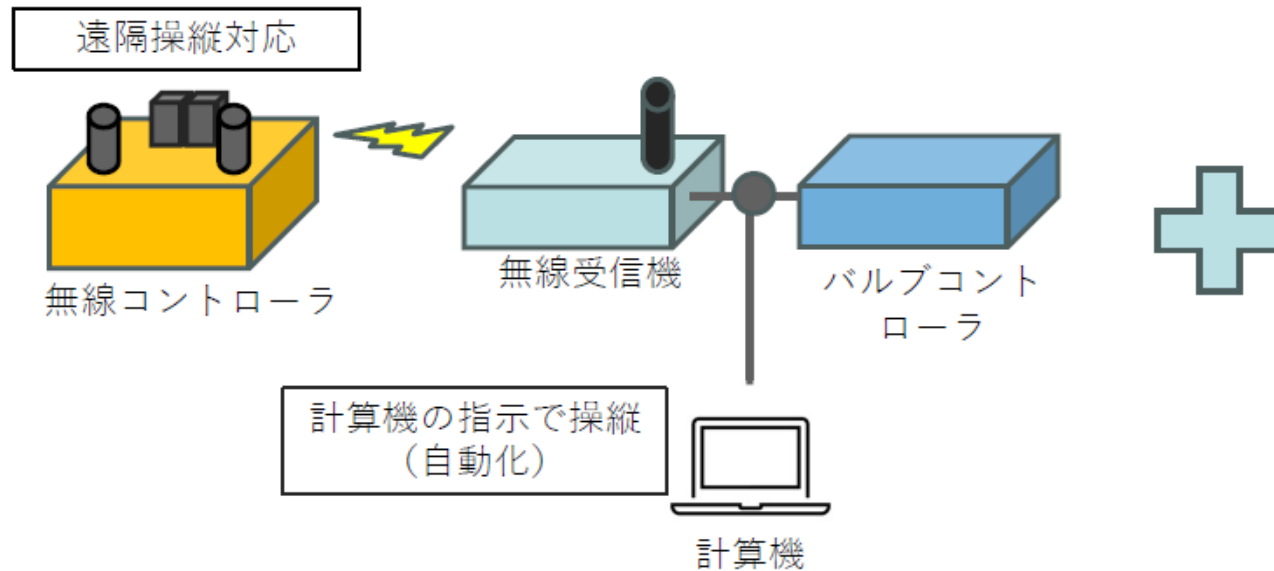 遠隔操縦対応
無線コントローラ
無線受信機
バルブコント
ローラ
計算機の指示で操縦
（自動化）
計算機